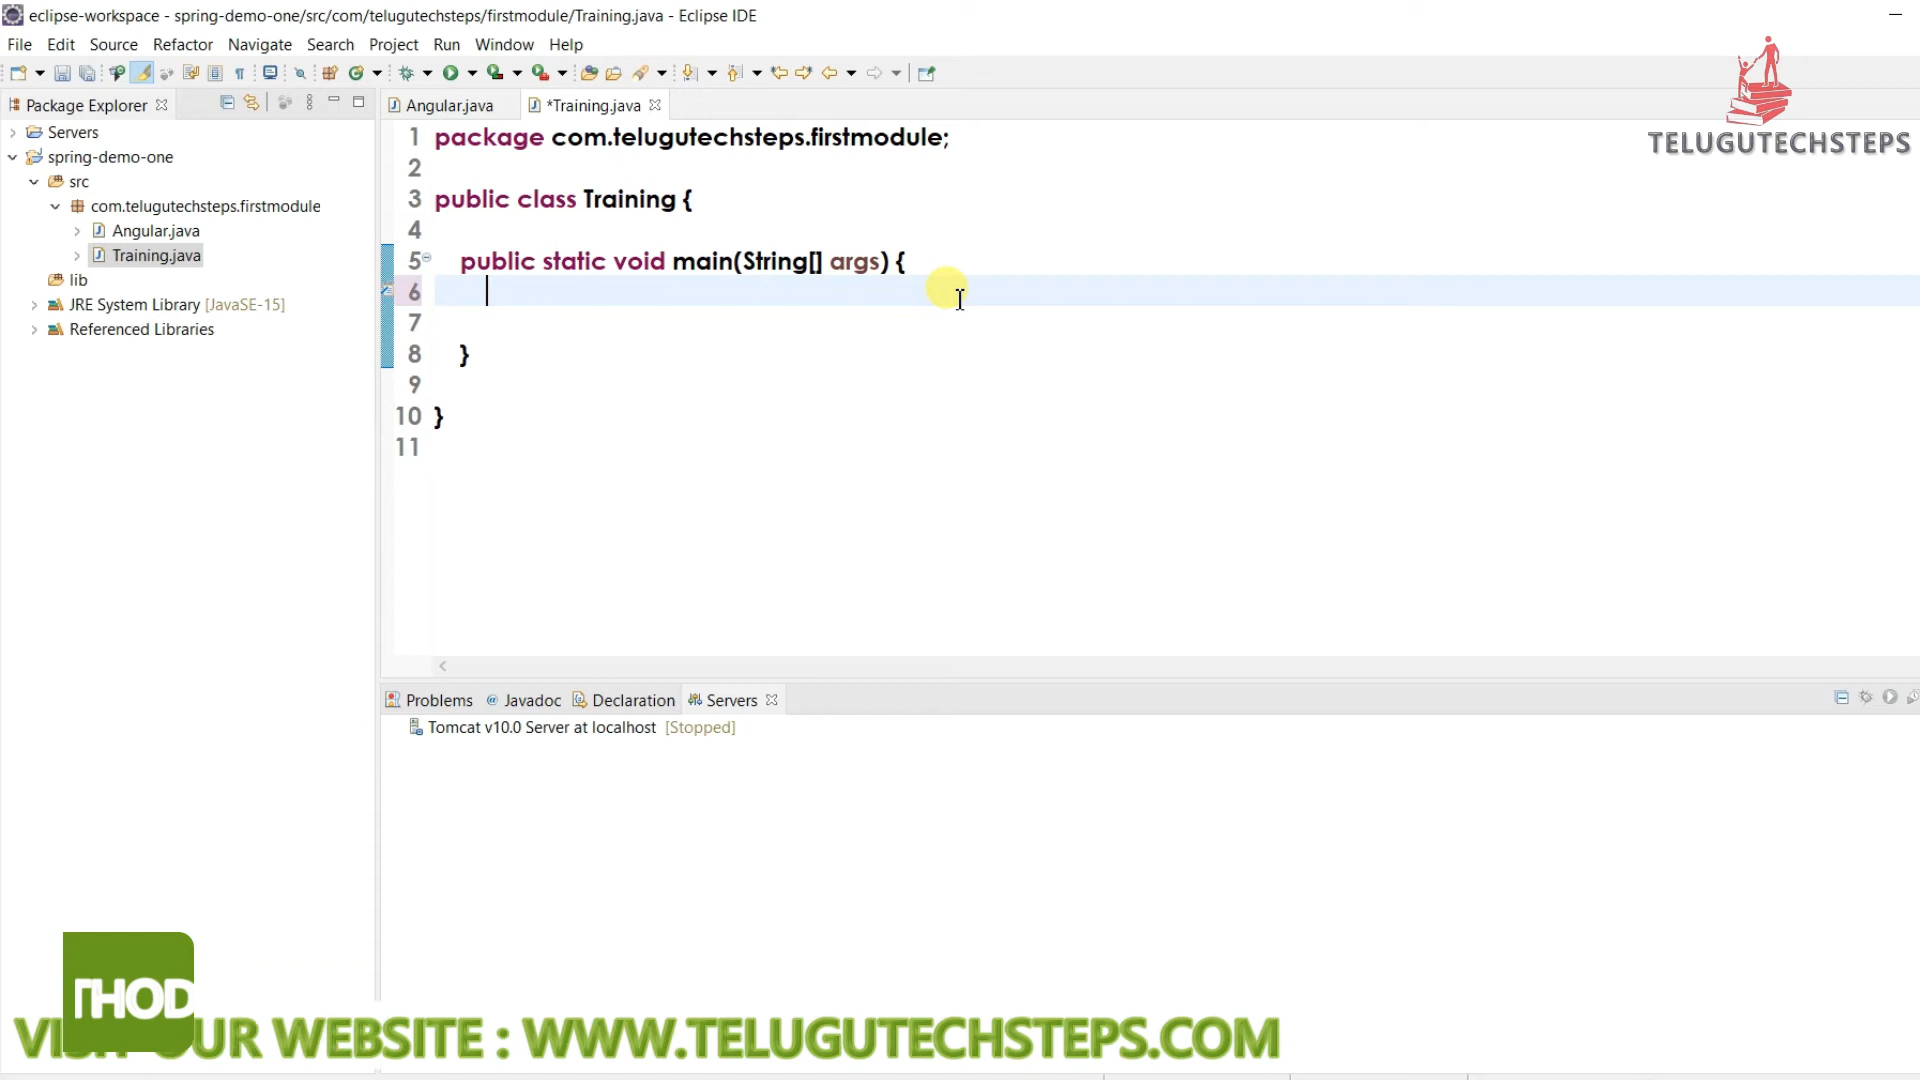 eclipse-workspace - spring-demo-one/src/com/telugutechsteps/firstmodule/Training.java - Eclipse IDE
File Edit Source Refactor Navigate Search Project Run Window Help
TELUGUTECHSTEPS
Package Explorer
Servers
spring-demo-one
src
com.telugutechsteps.firstmodule
Angular.java
Training.java
lib
JRE System Library [JavaSE-15]
Referenced Libraries
Angular.java *Training.java
1 package com.telugutechsteps.firstmodule;
2
3 public class Training {
4
5 public static void main(String[] args) {
6
7
8 }
9
10 }
11
Problems @ Javadoc Declaration Servers
Tomcat v10.0 Server at localhost [Stopped]
THOD
OUR WEBSITE : WWW.TELUGUTECHSTEPS.COM